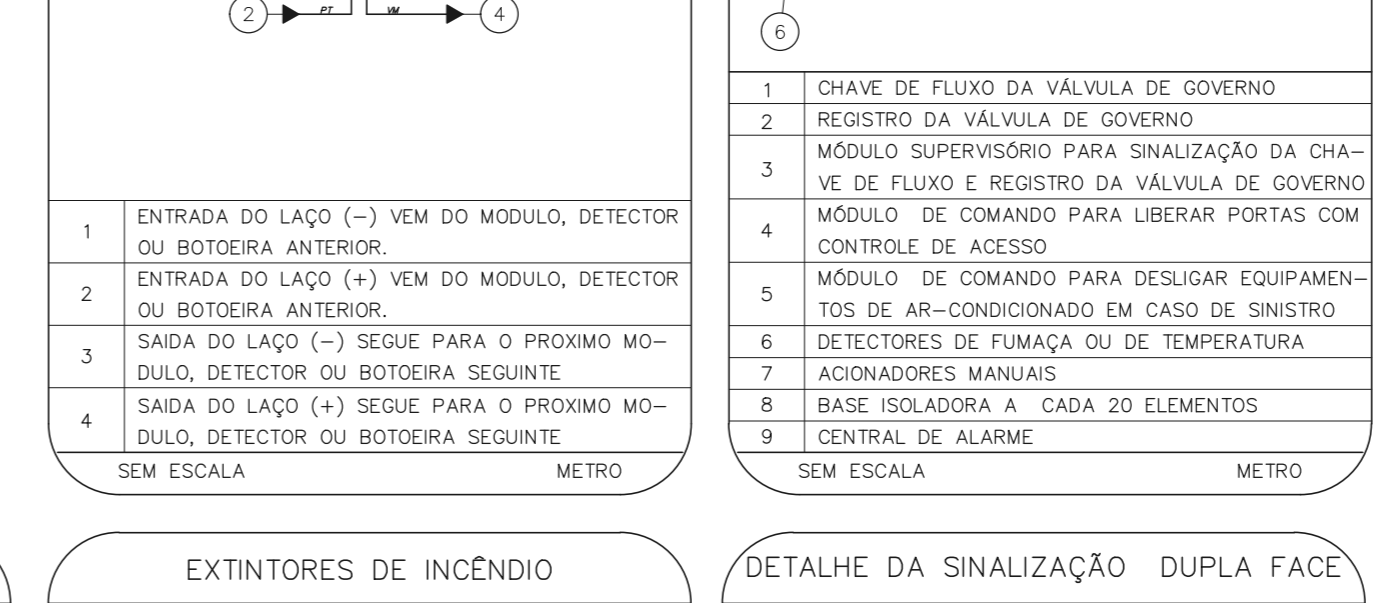 2 PT VM 4
1 ENTRADA DO LAÇO (−) VEM DO MODULO, DETECTOR
OU BOTOEIRA ANTERIOR.
2 ENTRADA DO LAÇO (+) VEM DO MODULO, DETECTOR
OU BOTOEIRA ANTERIOR.
3 SAIDA DO LAÇO (−) SEGUE PARA O PROXIMO MO−
DULO, DETECTOR OU BOTOEIRA SEGUINTE
4 SAIDA DO LAÇO (+) SEGUE PARA O PROXIMO MO−
DULO, DETECTOR OU BOTOEIRA SEGUINTE
SEM ESCALA METRO
6
1 CHAVE DE FLUXO DA VÁLVULA DE GOVERNO
2 REGISTRO DA VÁLVULA DE GOVERNO
3 MÓDULO SUPERVISÓRIO PARA SINALIZAÇÃO DA CHA−
VE DE FLUXO E REGISTRO DA VÁLVULA DE GOVERNO
4 MÓDULO DE COMANDO PARA LIBERAR PORTAS COM
CONTROLE DE ACESSO
5 MÓDULO DE COMANDO PARA DESLIGAR EQUIPAMEN−
TOS DE AR−CONDICIONADO EM CASO DE SINISTRO
6 DETECTORES DE FUMAÇA OU DE TEMPERATURA
7 ACIONADORES MANUAIS
8 BASE ISOLADORA A CADA 20 ELEMENTOS
9 CENTRAL DE ALARME
SEM ESCALA METRO
EXTINTORES DE INCÊNDIO
DETALHE DA SINALIZAÇÃO DUPLA FACE